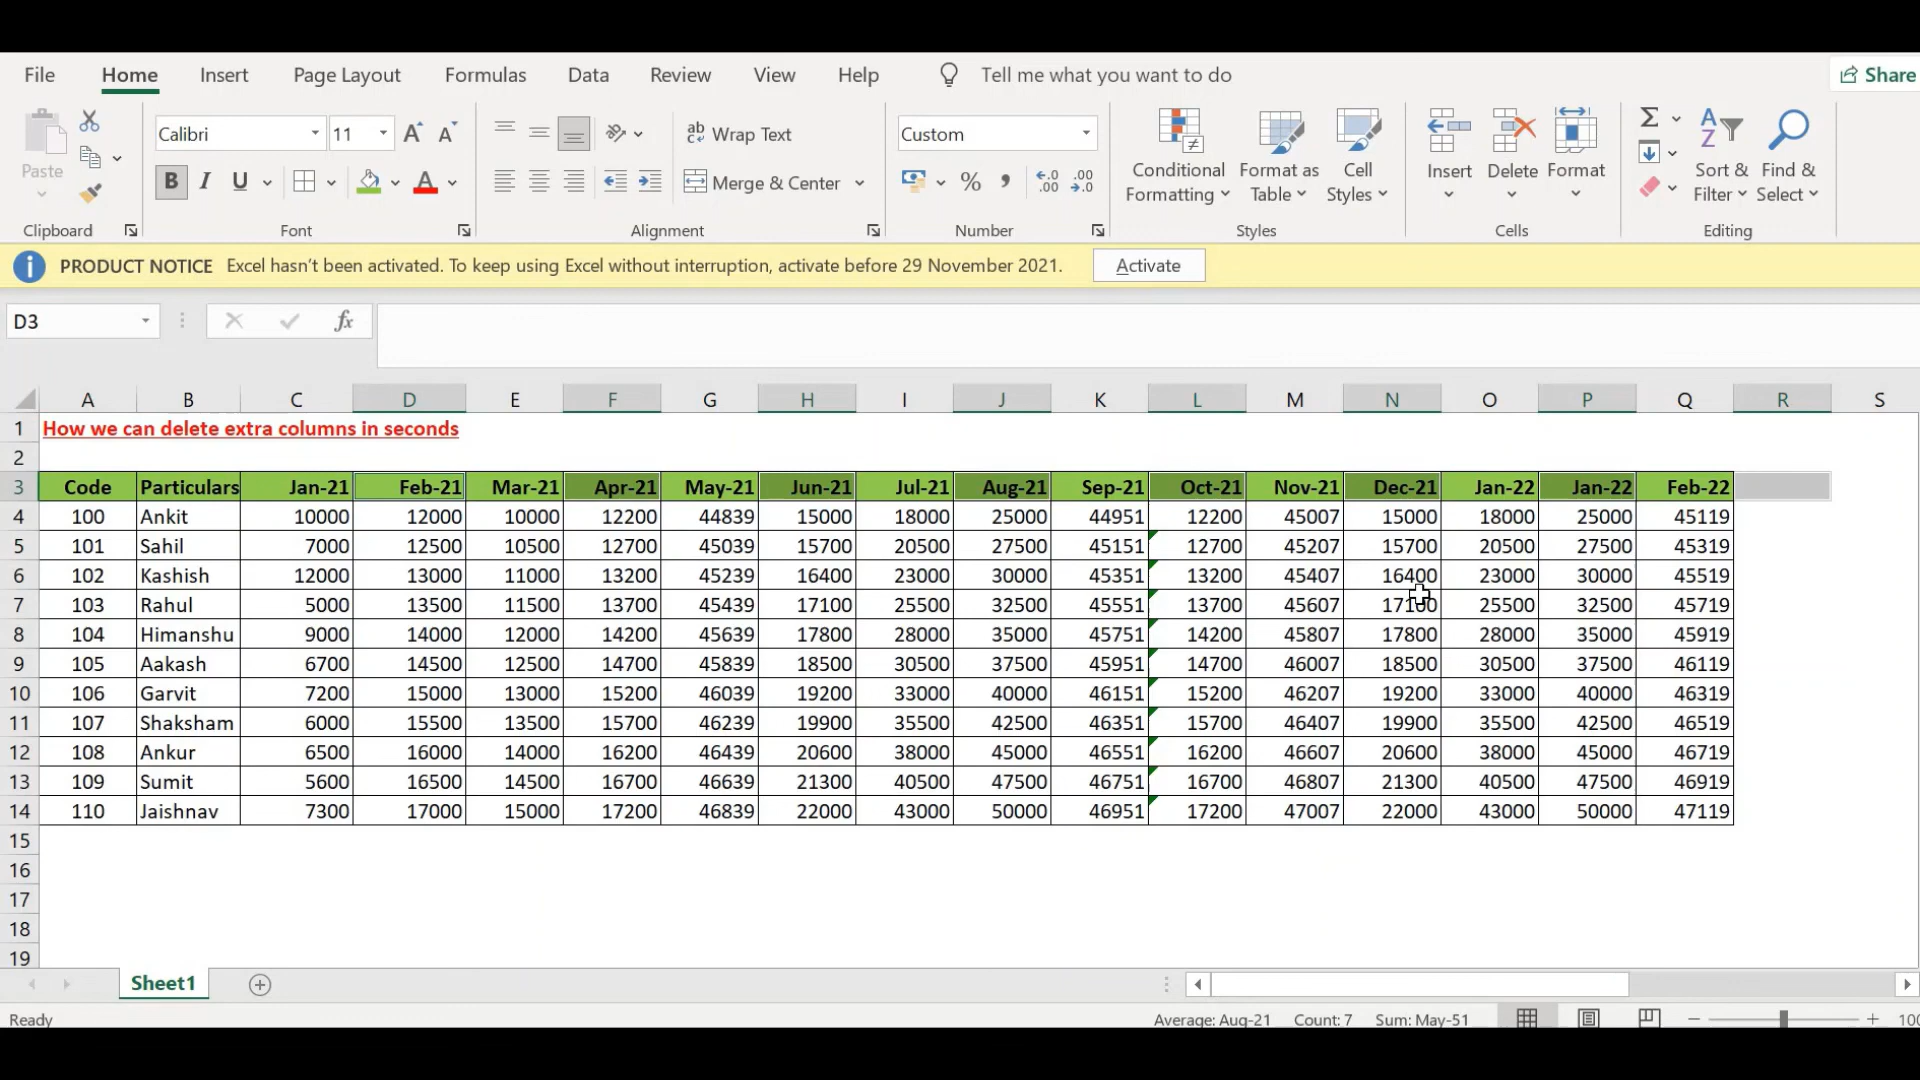 File Home Insert Page Layout Formulas Data Review View Help Tell me what you want to do Share
Paste Calibri 11 A A ab Wrap Text Custom Conditional Formatting Format as Table Cell Styles Insert Delete Format Σ A Z Sort & Filter Find & Select
B I U A Merge & Center % , .0 .00 .00 .0
Clipboard Font Alignment Number Styles Cells Editing
PRODUCT NOTICE Excel hasn't been activated. To keep using Excel without interruption, activate before 29 November 2021. Activate
D3 fx
A B C D E F G H I J K L M N O P Q R S
1 How we can delete extra columns in seconds
2
3 Code Particulars Jan-21 Feb-21 Mar-21 Apr-21 May-21 Jun-21 Jul-21 Aug-21 Sep-21 Oct-21 Nov-21 Dec-21 Jan-22 Jan-22 Feb-22
4 100 Ankit 10000 12000 10000 12200 44839 15000 18000 25000 44951 12200 45007 15000 18000 25000 45119
5 101 Sahil 7000 12500 10500 12700 45039 15700 20500 27500 45151 12700 45207 15700 20500 27500 45319
6 102 Kashish 12000 13000 11000 13200 45239 16400 23000 30000 45351 13200 45407 16400 23000 30000 45519
7 103 Rahul 5000 13500 11500 13700 45439 17100 25500 32500 45551 13700 45607 17100 25500 32500 45719
8 104 Himanshu 9000 14000 12000 14200 45639 17800 28000 35000 45751 14200 45807 17800 28000 35000 45919
9 105 Aakash 6700 14500 12500 14700 45839 18500 30500 37500 45951 14700 46007 18500 30500 37500 46119
10 106 Garvit 7200 15000 13000 15200 46039 19200 33000 40000 46151 15200 46207 19200 33000 40000 46319
11 107 Shaksham 6000 15500 13500 15700 46239 19900 35500 42500 46351 15700 46407 19900 35500 42500 46519
12 108 Ankur 6500 16000 14000 16200 46439 20600 38000 45000 46551 16200 46607 20600 38000 45000 46719
13 109 Sumit 5600 16500 14500 16700 46639 21300 40500 47500 46751 16700 46807 21300 40500 47500 46919
14 110 Jaishnav 7300 17000 15000 17200 46839 22000 43000 50000 46951 17200 47007 22000 43000 50000 47119
15
16
17
18
19
Sheet1
Ready Average: Aug-21 Count: 7 Sum: May-51 100